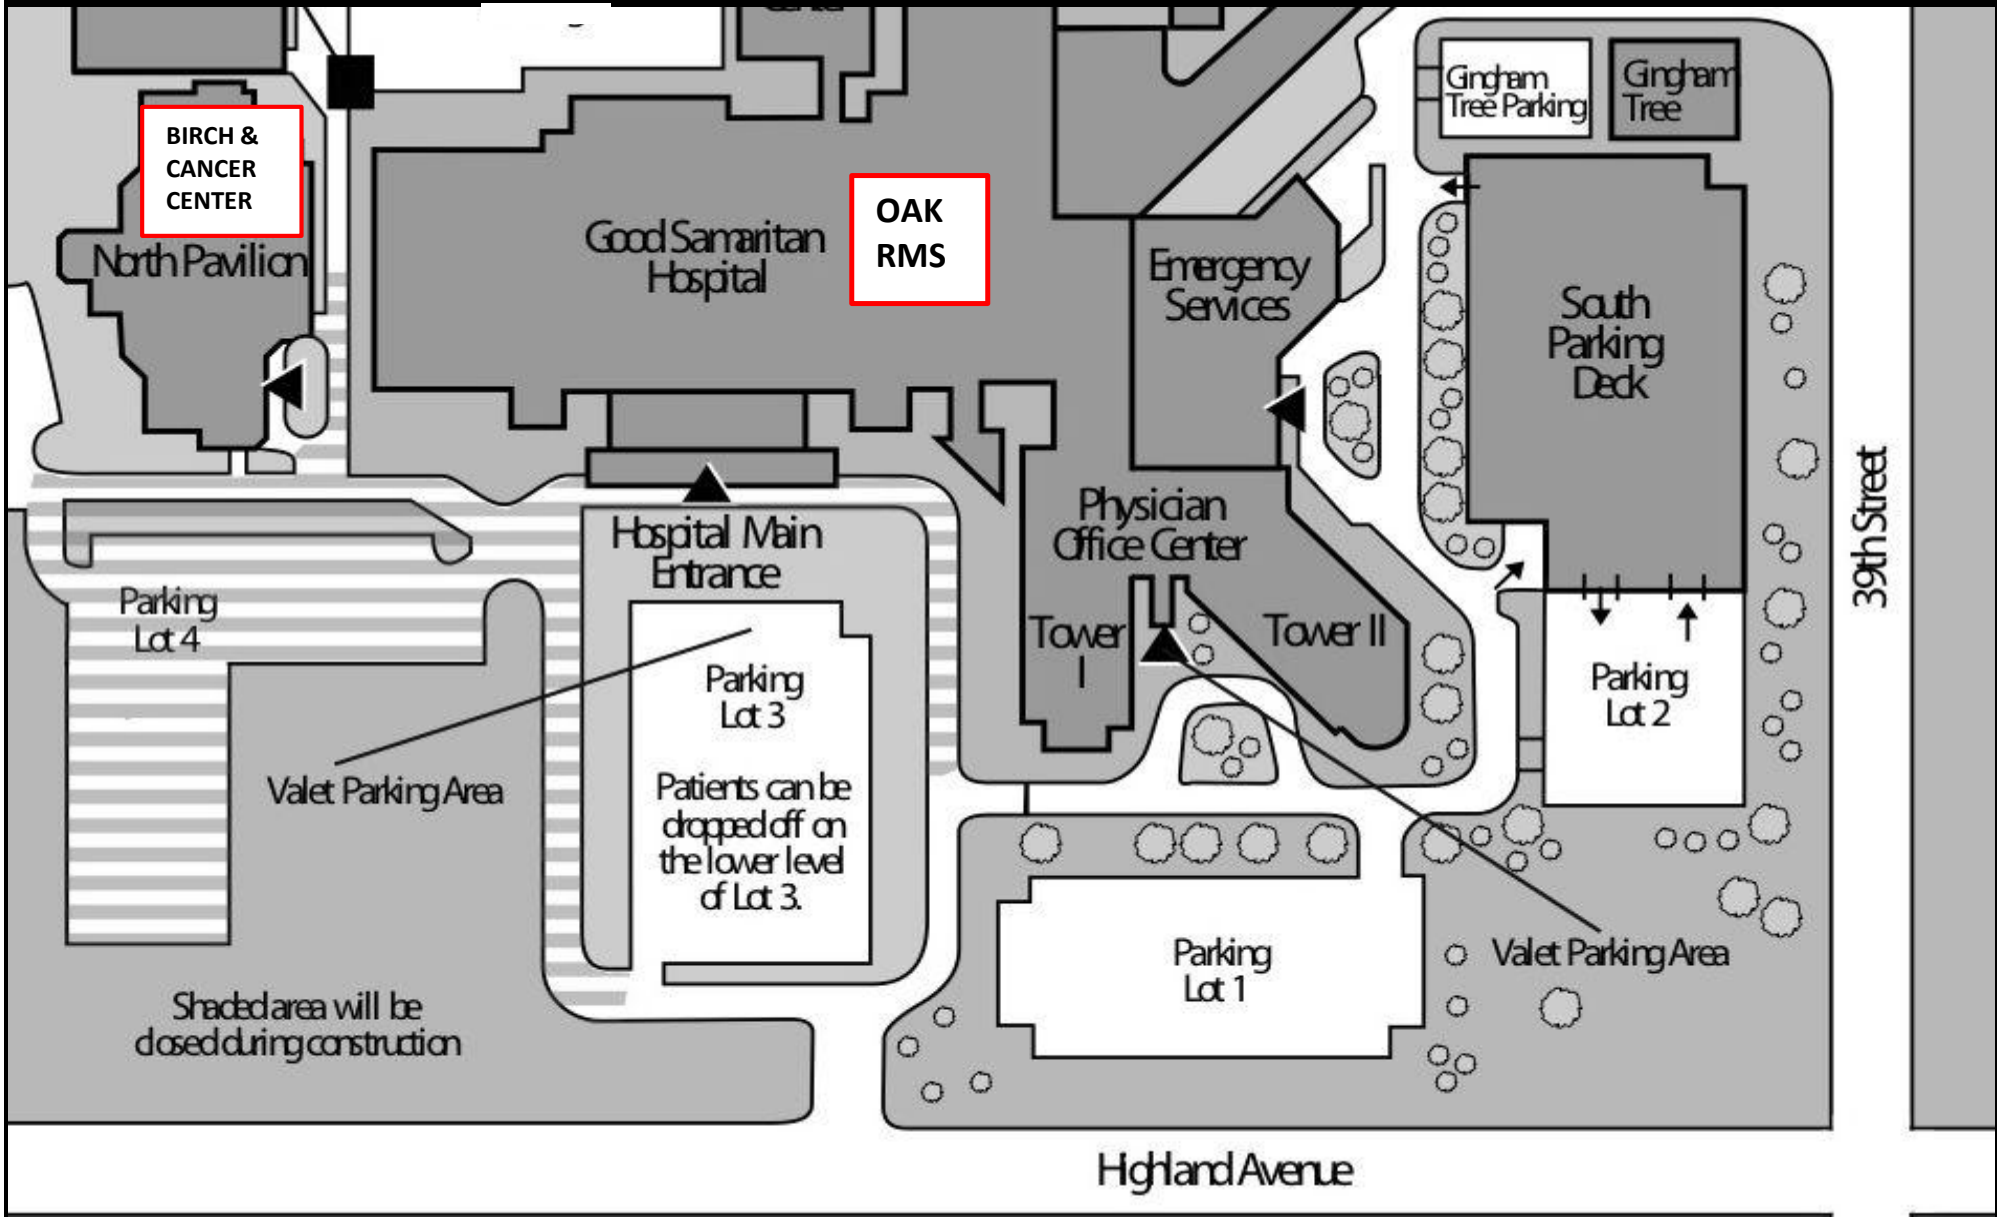 Center
Gingham
Tree Parking
Gingham
Tree
BIRCH &
CANCER
CENTER
North Pavilion
Good Samaritan
Hospital
OAK
RMS
Emergency
Services
South
Parking
Deck
39th Street
Physician
Office Center
Hospital Main
Entrance
Parking
Lot 4
Tower
I
Tower II
Parking
Lot 3
Parking
Lot 2
Valet Parking Area
Patients can be
dropped off on
the lower level
of Lot 3.
Parking
Lot 1
Valet Parking Area
Shaded area will be
closed during construction
Highland Avenue